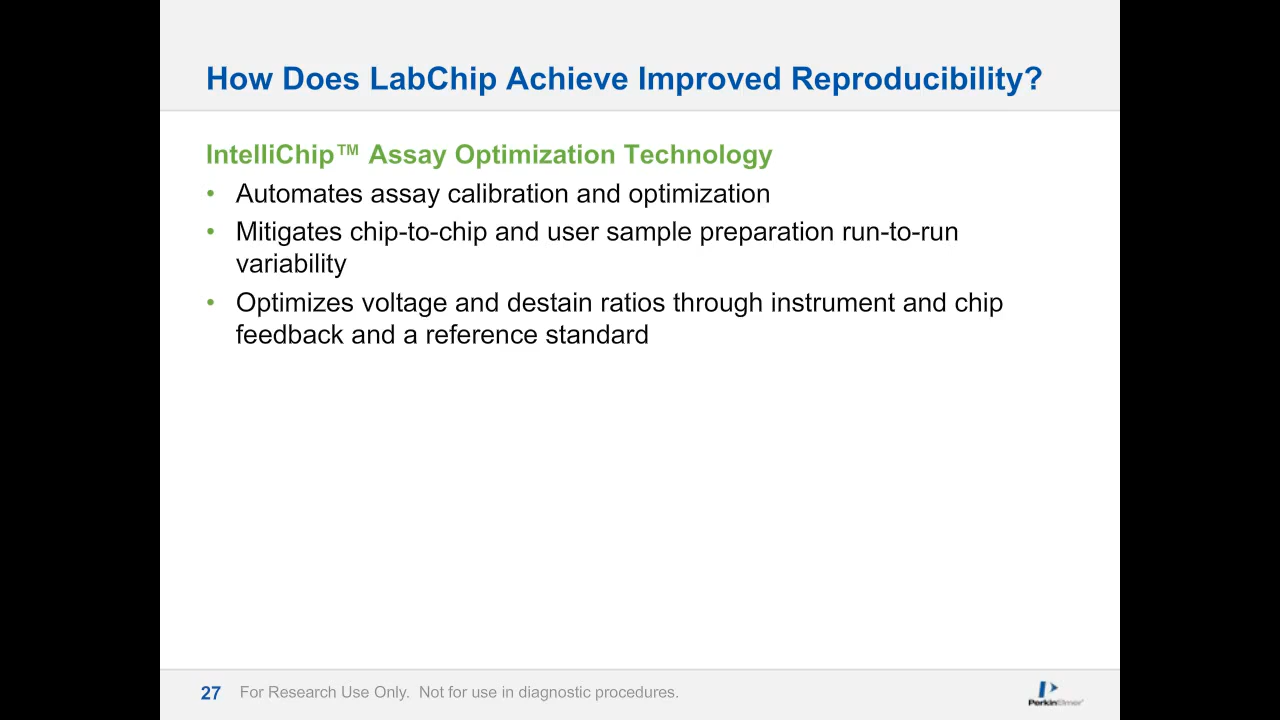 How Does LabChip Achieve Improved Reproducibility?
IntelliChip™ Assay Optimization Technology
• Automates assay calibration and optimization
• Mitigates chip-to-chip and user sample preparation run-to-run
variability
• Optimizes voltage and destain ratios through instrument and chip
feedback and a reference standard
27 For Research Use Only. Not for use in diagnostic procedures.
PerkinElmer